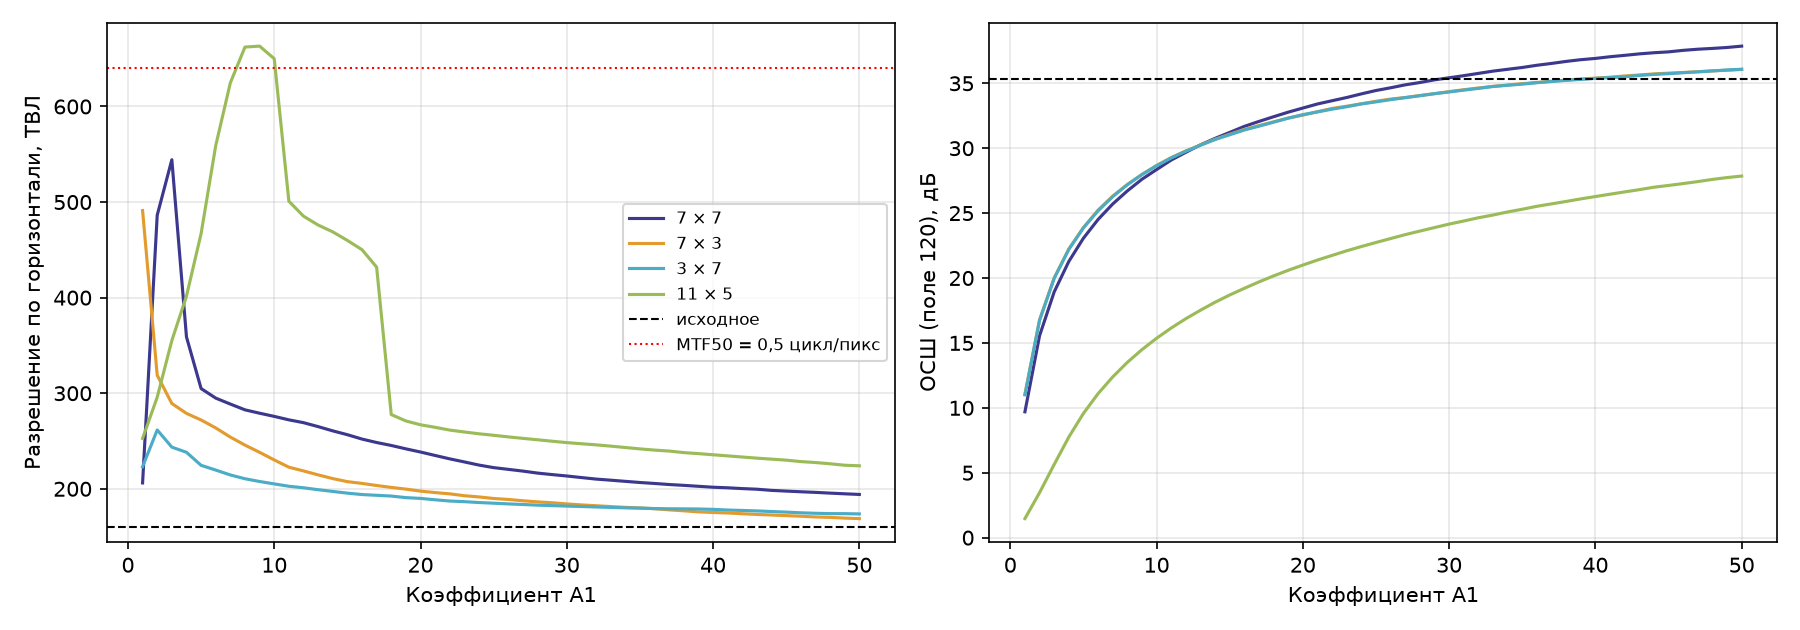 Разрешение по горизонтали, ТВЛ
600
500
400
300
200
0
10
20
30
40
50
Коэффициент A1
7 × 7
7 × 3
3 × 7
11 × 5
исходное
MTF50 = 0,5 цикл/пикс
ОСШ (поле 120), дБ
35
30
25
20
15
10
5
0
0
10
20
30
40
50
Коэффициент A1